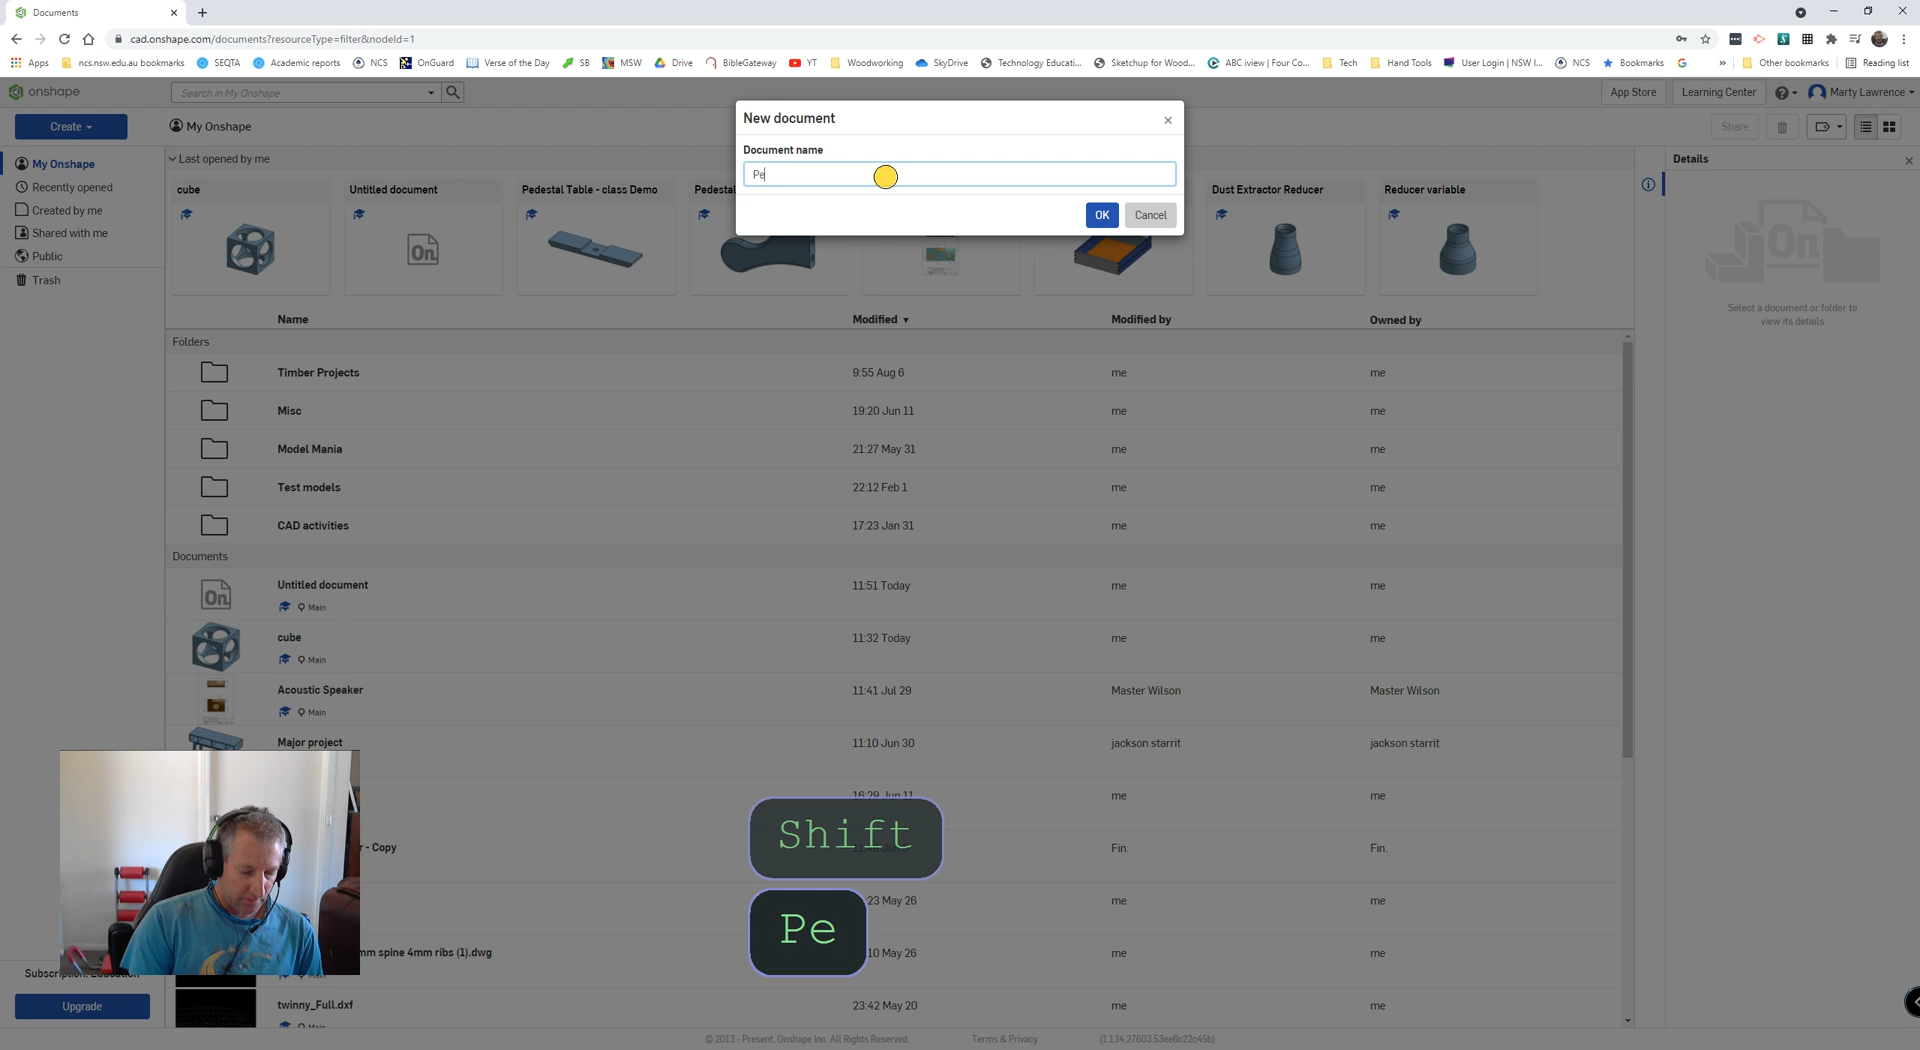 Documents
cad.onshape.com/documents?resourceType=filter&nodeId=1
Apps
ncs.nsw.edu.au bookmarks
SEQTA
Academic reports
NCS
OnGuard
Verse of the Day
SB
MSW
Drive
BibleGateway
YT
Woodworking
SkyDrive
Technology Educati...
Sketchup for Wood...
ABC iview | Four Co...
Tech
Hand Tools
User Login | NSW I...
NCS
Bookmarks
»
Other bookmarks
Reading list
onshape
Search in My Onshape
App Store
Learning Center
Marty Lawrence
Create
My Onshape
Share
New document
Document name
Pe
OK
Cancel
My Onshape
Recently opened
Created by me
Shared with me
Public
Trash
Last opened by me
cube
Untitled document
Pedestal Table - class Demo
Pedestal
Dust Extractor Reducer
Reducer variable
Details
Select a document or folder to
view its details
Name Modified Modified by Owned by
Folders
Timber Projects 9:55 Aug 6 me me
Misc 19:20 Jun 11 me me
Model Mania 21:27 May 31 me me
Test models 22:12 Feb 1 me me
CAD activities 17:23 Jan 31 me me
Documents
Untitled document 11:51 Today me me
Main
cube 11:32 Today me me
Main
Acoustic Speaker 11:41 Jul 29 Master Wilson Master Wilson
Main
Major project 11:10 Jun 30 jackson starrit jackson starrit
16:29 Jun 11 me me
r - Copy Fin. Fin.
:23 May 26 me me
mm spine 4mm ribs (1).dwg :10 May 26 me me
Main
twinny_Full.dxf 23:42 May 20 me me
Main
Shift
Pe
Subscription: Education
Upgrade
© 2013 - Present, Onshape Inc. All Rights Reserved.
Terms & Privacy
(1.134.27603.53ee6c22c45b)